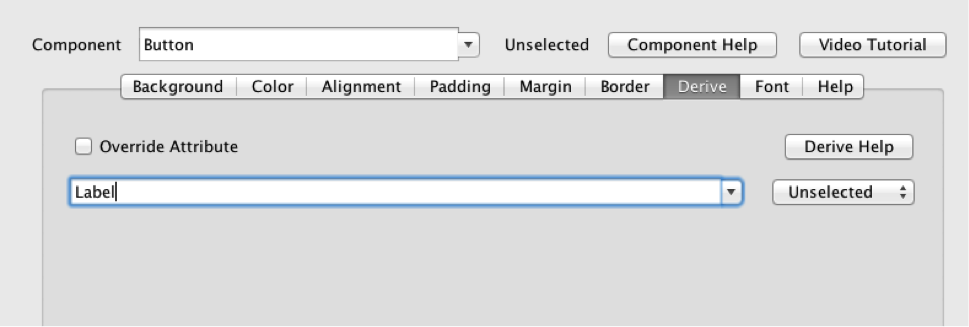 Component Button Unselected Component Help Video Tutorial
Background Color Alignment Padding Margin Border Derive Font Help
Override Attribute Derive Help
Label Unselected